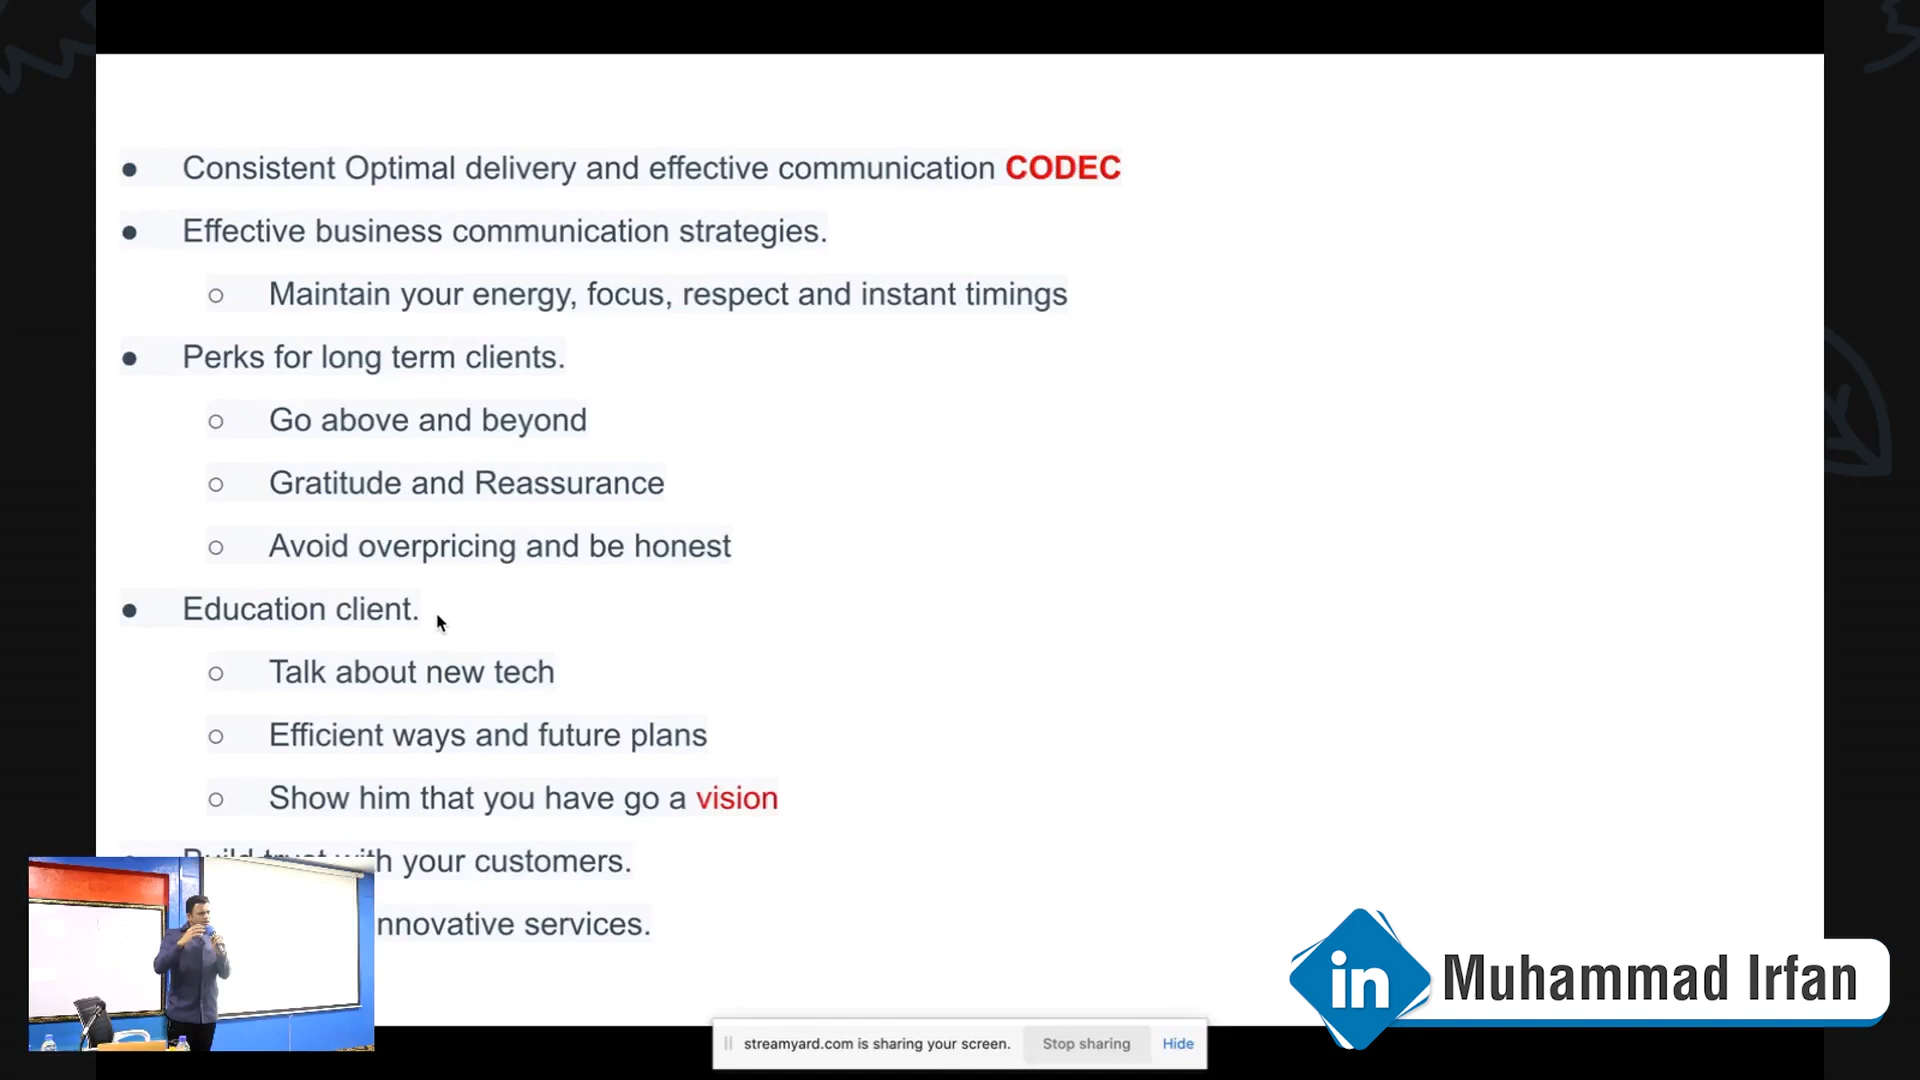 Consistent Optimal delivery and effective communication CODEC
Effective business communication strategies.
Maintain your energy, focus, respect and instant timings
Perks for long term clients.
Go above and beyond
Gratitude and Reassurance
Avoid overpricing and be honest
Education client.
Talk about new tech
Efficient ways and future plans
Show him that you have go a vision
Build trust with your customers.
nnovative services.
in Muhammad Irfan
streamyard.com is sharing your screen. Stop sharing Hide